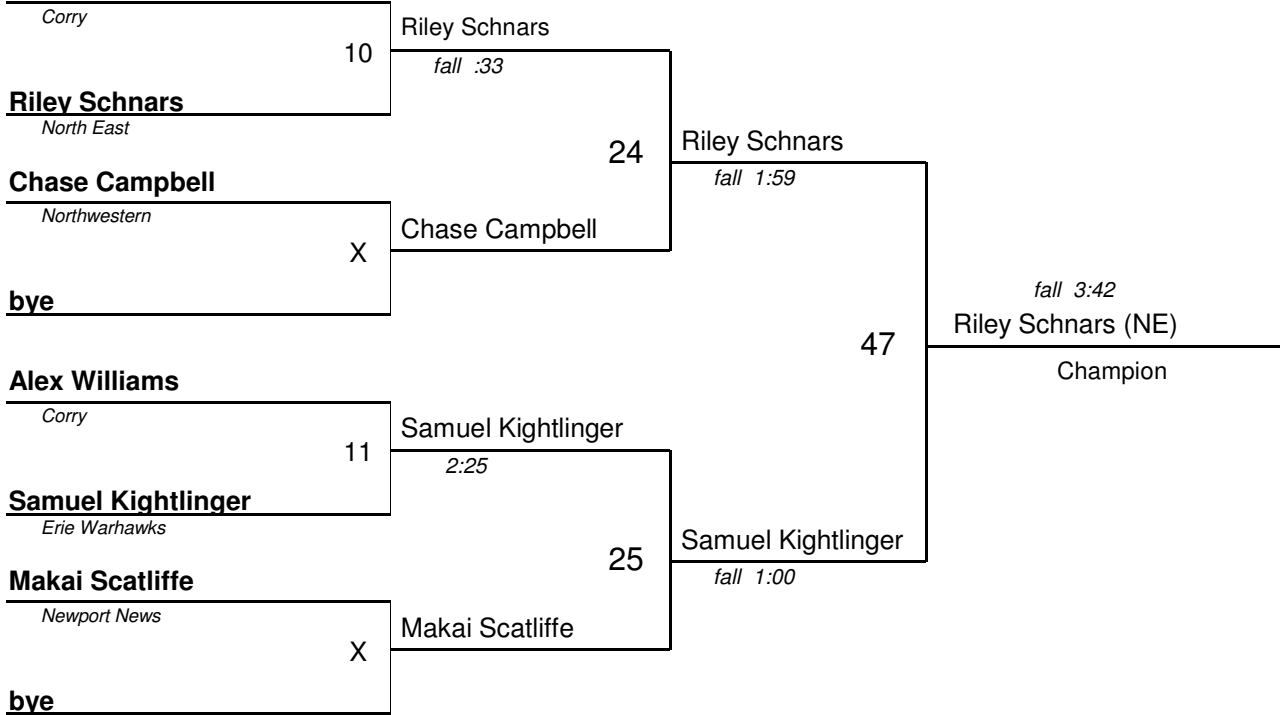 Corry
10
Riley Schnars
fall :33
Riley Schnars
North East
24
Riley Schnars
fall 1:59
Chase Campbell
Northwestern
X
Chase Campbell
bye
47
fall 3:42
Riley Schnars (NE)
Champion
Alex Williams
Corry
11
Samuel Kightlinger
2:25
Samuel Kightlinger
Erie Warhawks
25
Samuel Kightlinger
fall 1:00
Makai Scatliffe
Newport News
X
Makai Scatliffe
bye